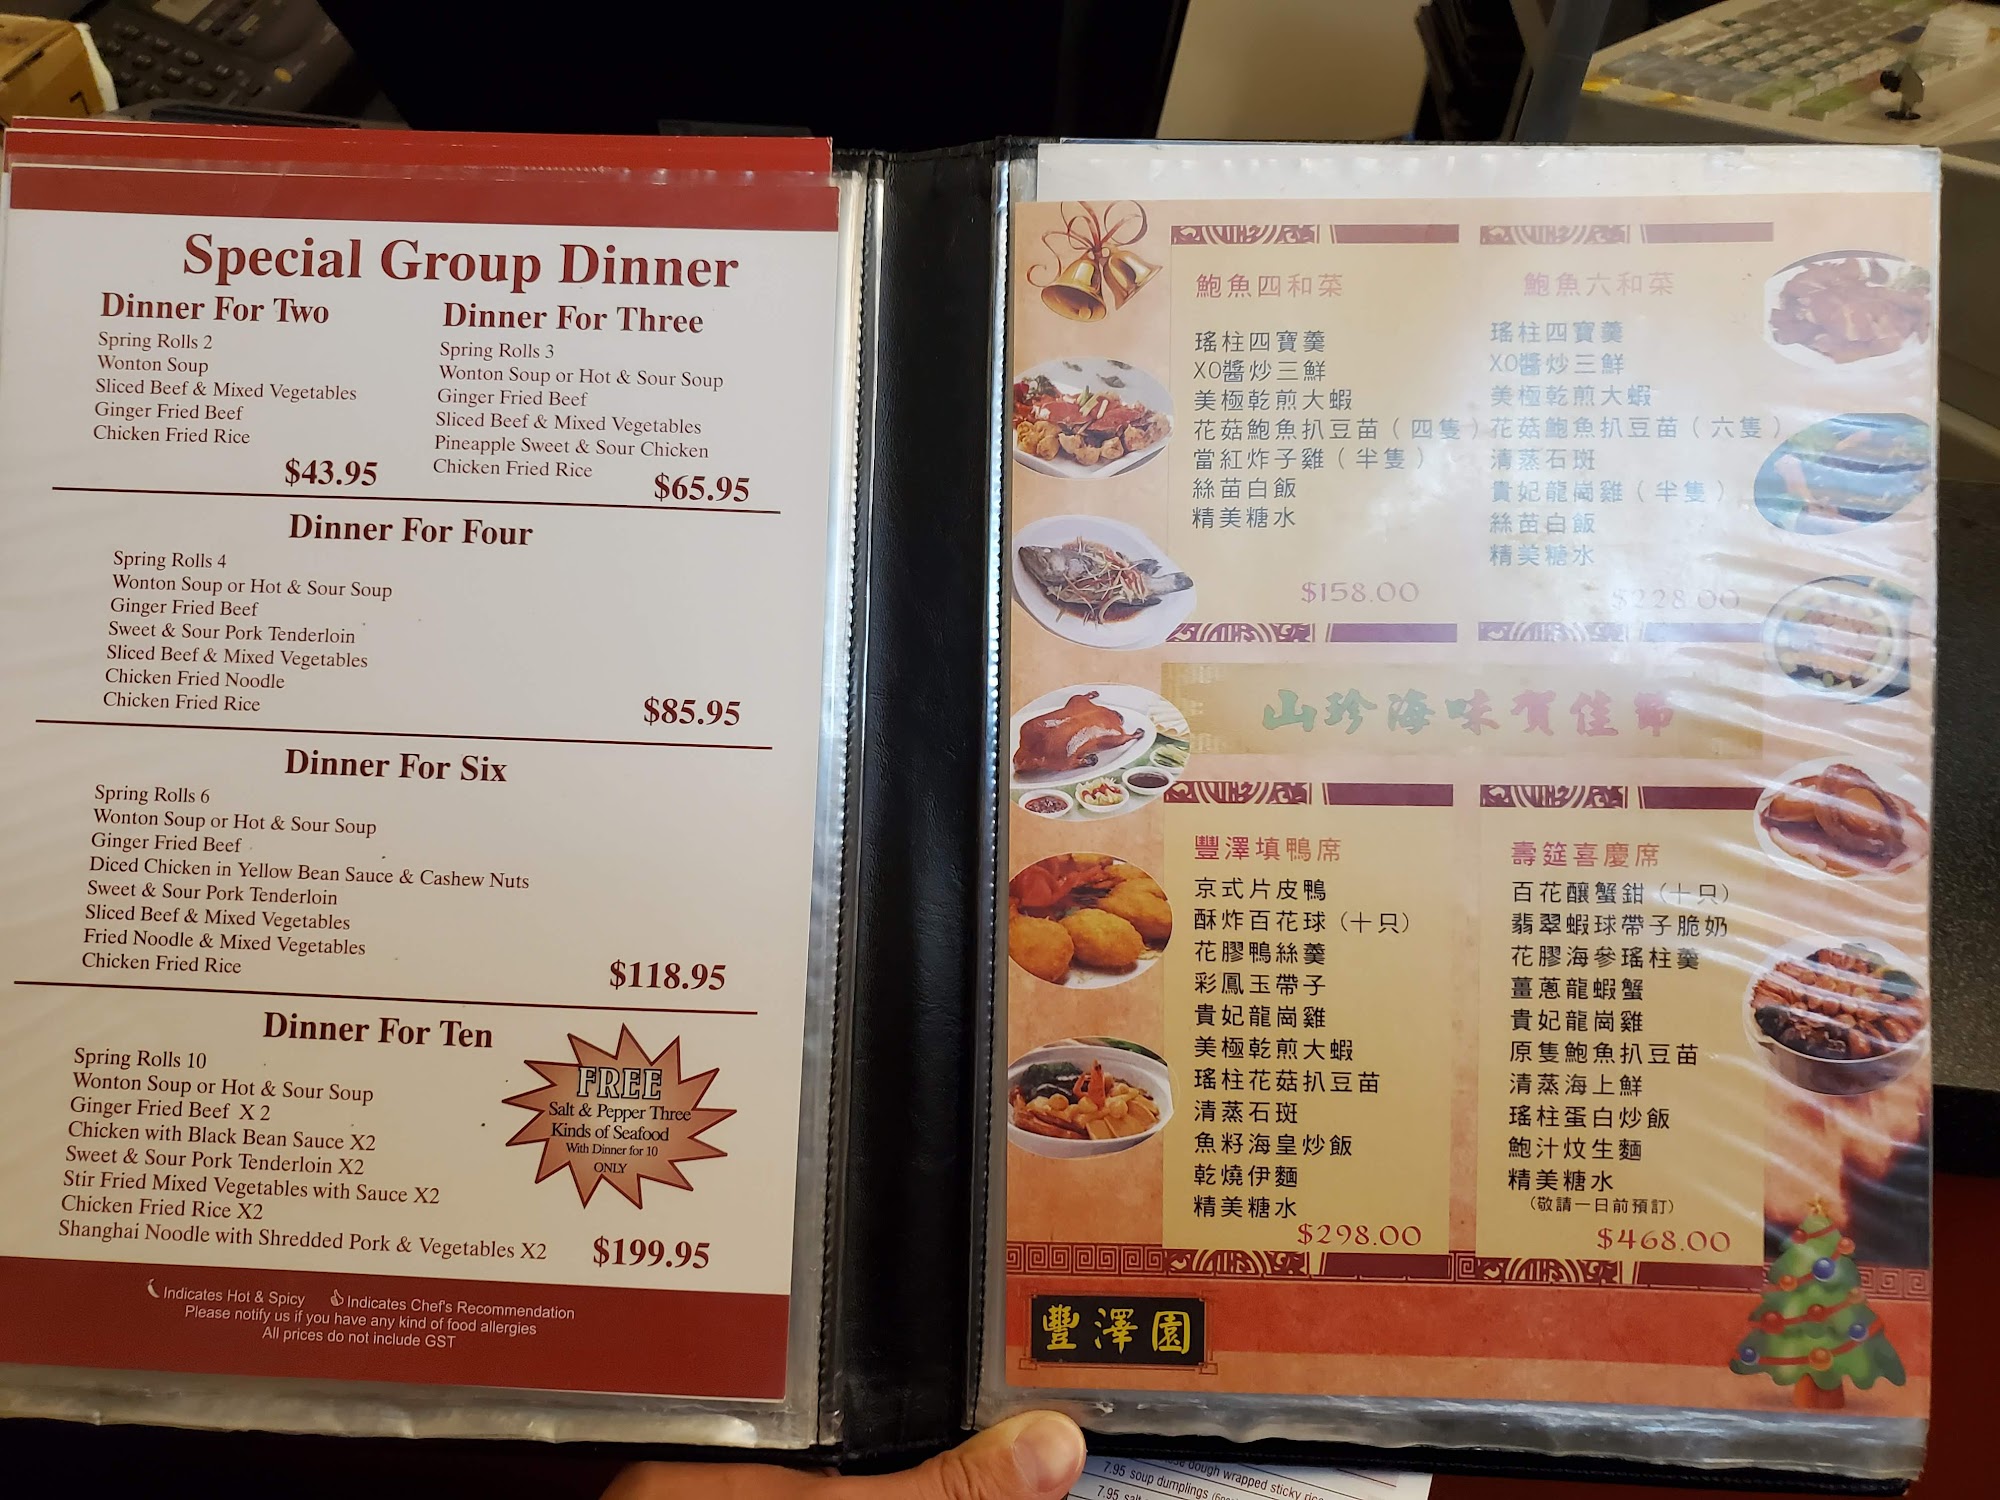 Special Group Dinner
Dinner For Two
Spring Rolls 2
Wonton Soup
Sliced Beef & Mixed Vegetables
Ginger Fried Beef
Chicken Fried Rice
$43.95
Dinner For Three
Spring Rolls 3
Wonton Soup or Hot & Sour Soup
Ginger Fried Beef
Sliced Beef & Mixed Vegetables
Pineapple Sweet & Sour Chicken
Chicken Fried Rice
$65.95
Dinner For Four
Spring Rolls 4
Wonton Soup or Hot & Sour Soup
Ginger Fried Beef
Sweet & Sour Pork Tenderloin
Sliced Beef & Mixed Vegetables
Chicken Fried Noodle
Chicken Fried Rice
$85.95
Dinner For Six
Spring Rolls 6
Wonton Soup or Hot & Sour Soup
Ginger Fried Beef
Diced Chicken in Yellow Bean Sauce & Cashew Nuts
Sweet & Sour Pork Tenderloin
Sliced Beef & Mixed Vegetables
Fried Noodle & Mixed Vegetables
Chicken Fried Rice
$118.95
Dinner For Ten
Spring Rolls 10
Wonton Soup or Hot & Sour Soup
Ginger Fried Beef X 2
Chicken with Black Bean Sauce X2
Sweet & Sour Pork Tenderloin X2
Stir Fried Mixed Vegetables with Sauce X2
Chicken Fried Rice X2
Shanghai Noodle with Shredded Pork & Vegetables X2
$199.95
FREE
Salt & Pepper Three
Kinds of Seafood
With Dinner for 10
ONLY
Indicates Hot & Spicy Indicates Chef's Recommendation
Please notify us if you have any kind of food allergies
All prices do not include GST
鮑魚四和菜
瑤柱四寶羹
XO醬炒三鮮
美極乾煎大蝦
花菇鮑魚扒豆苗（四隻）
當紅炸子雞（半隻）
絲苗白飯
精美糖水
$158.00
鮑魚六和菜
瑤柱四寶羹
XO醬炒三鮮
美極乾煎大蝦
花菇鮑魚扒豆苗（六隻）
清蒸石斑
貴妃龍崗雞（半隻）
絲苗白飯
精美糖水
$228.00
山珍海味賀佳節
豐澤填鴨席
京式片皮鴨
酥炸百花球（十只）
花膠鴨絲羹
彩鳳玉帶子
貴妃龍崗雞
美極乾煎大蝦
瑤柱花菇扒豆苗
清蒸石斑
魚籽海皇炒飯
乾燒伊麵
精美糖水
$298.00
壽筵喜慶席
百花釀蟹鉗（十只）
翡翠蝦球帶子脆奶
花膠海參瑤柱羹
薑蔥龍蝦蟹
貴妃龍崗雞
原隻鮑魚扒豆苗
清蒸海上鮮
瑤柱蛋白炒飯
鮑汁炆生麵
精美糖水
（敬請一日前預訂）
$468.00
豐澤園
dough wrapped sticky
7.95 soup dumplings
7.95